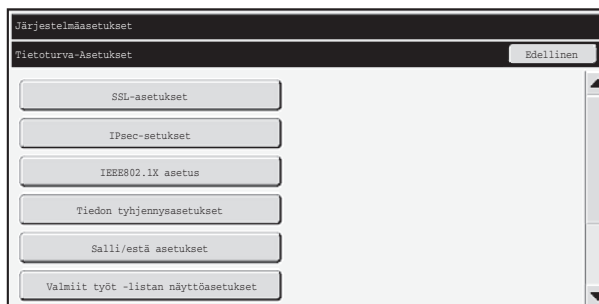 Järjestelmäasetukset
Tietoturva-Asetukset
Edellinen
SSL-asetukset
IPsec-setukset
IEEE802.1X asetus
Tiedon tyhjennysasetukset
Salli/estä asetukset
Valmiit työt -listan näyttöasetukset